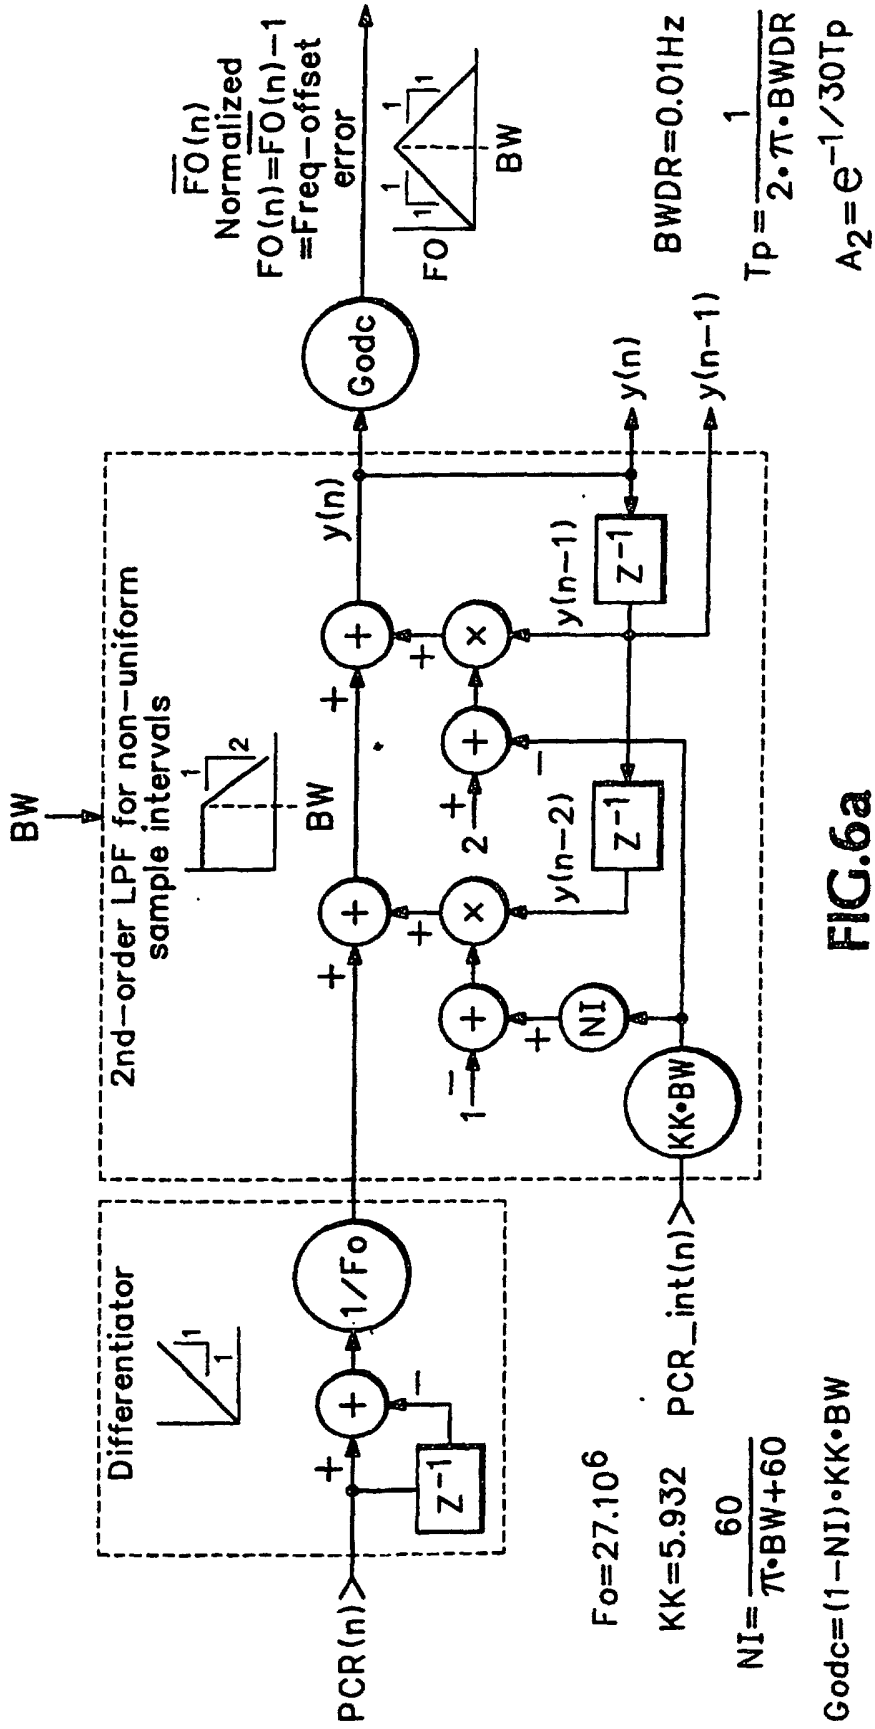 BW
2nd-order LPF for non-uniform
sample intervals
1
2
BW
Differentiator
1
1
PCR(n)
+
Z⁻¹
+
−
1/Fo
+
+
+
+
y(n)
Godc
F̅O̅(n)
Normalized
FO(n)=F̅O̅(n)−1
=Freq-offset
error
FO
1
1
1
1
BW
1
−
+
+
NI
×
+
y(n−2)
Z⁻¹
2
+
+
−
×
+
y(n−1)
Z⁻¹
y(n)
y(n−1)
KK•BW
PCR_int(n)
Fo=27.10⁶
KK=5.932
NI=60/π•BW+60
Godc=(1−NI)•KK•BW
BWDR=0.01Hz
Tp=1/2•π•BWDR
A₂=e⁻¹/³⁰Tp
FIG.6a